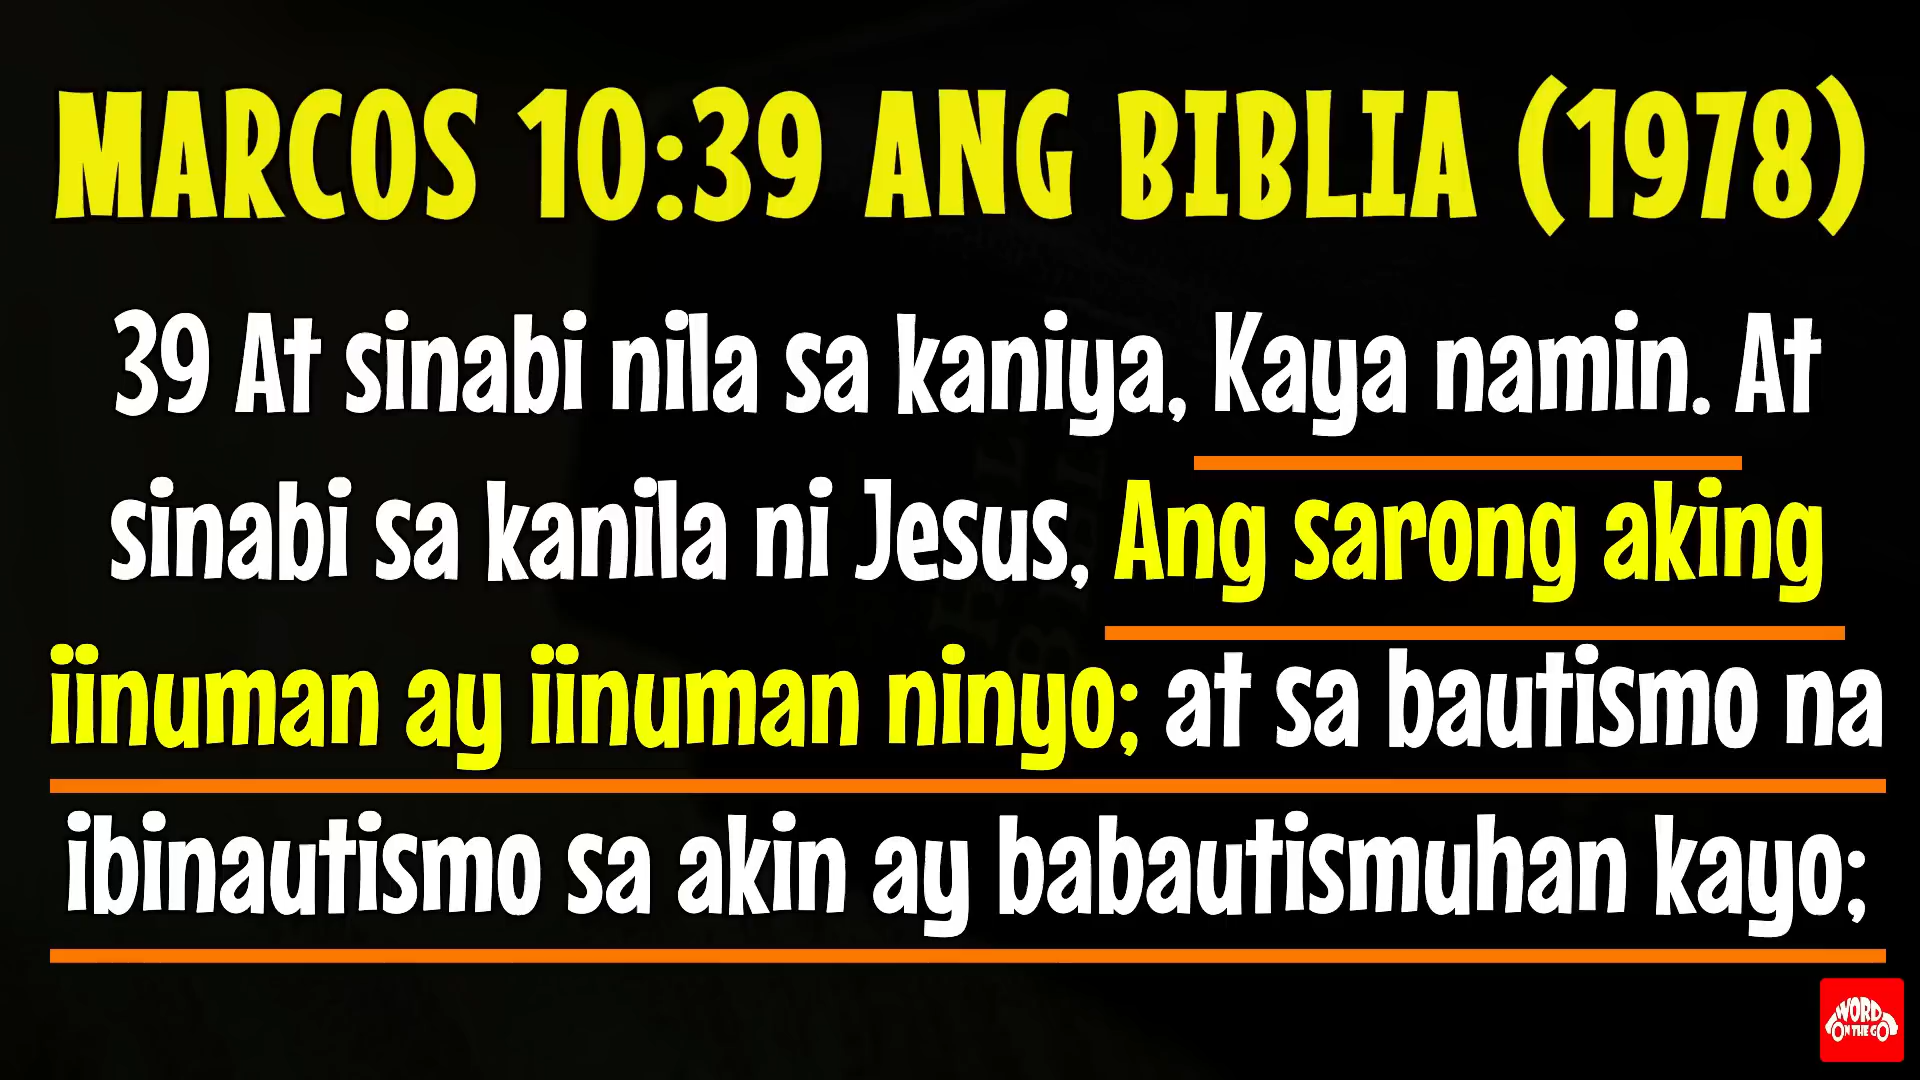 MARCOS 10:39 ANG BIBLIA (1978)
39 At sinabi nila sa kaniya, Kaya namin. At
sinabi sa kanila ni Jesus, Ang sarong aking
iinuman ay iinuman ninyo; at sa bautismo na
ibinautismo sa akin ay babautismuhan kayo;
WORD
ON THE GO